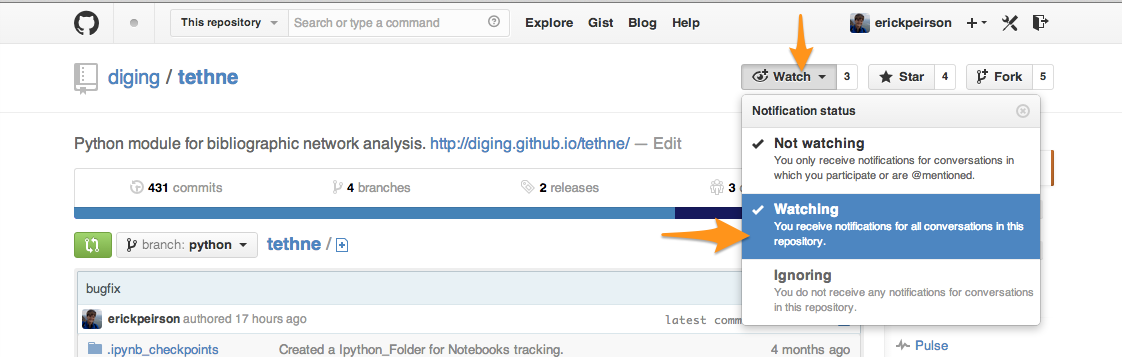 This repository Search or type a command Explore Gist Blog Help erickpeirson
diging / tethne Watch 3 Star 4 Fork 5
Notification status
Not watching
You only receive notifications for conversations in
which you participate or are @mentioned.
Watching
You receive notifications for all conversations in this
repository.
Ignoring
You do not receive any notifications for conversations
in this repository.
Python module for bibliographic network analysis. http://diging.github.io/tethne/ — Edit
431 commits 4 branches 2 releases 3
branch: python tethne /
bugfix
erickpeirson authored 17 hours ago latest comm
.ipynb_checkpoints Created a Ipython_Folder for Notebooks tracking. 4 months ago
Pulse